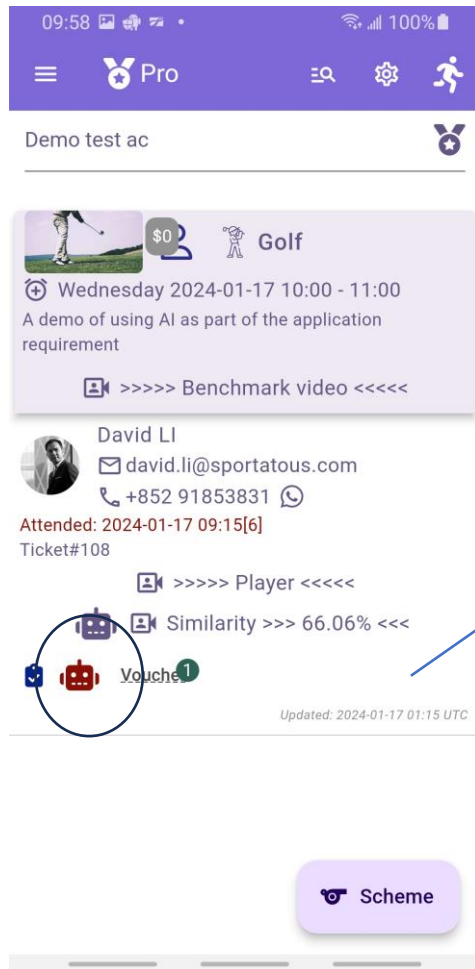 09:58 100%
Pro
Demo test ac
$0
Golf
Wednesday 2024-01-17 10:00 - 11:00
A demo of using AI as part of the application
requirement
>>>>> Benchmark video <<<<<
David LI
david.li@sportatous.com
+852 91853831
Attended: 2024-01-17 09:15[6]
Ticket#108
>>>>> Player <<<<<
Similarity >>> 66.06% <<<
Vouche 1
Updated: 2024-01-17 01:15 UTC
Scheme